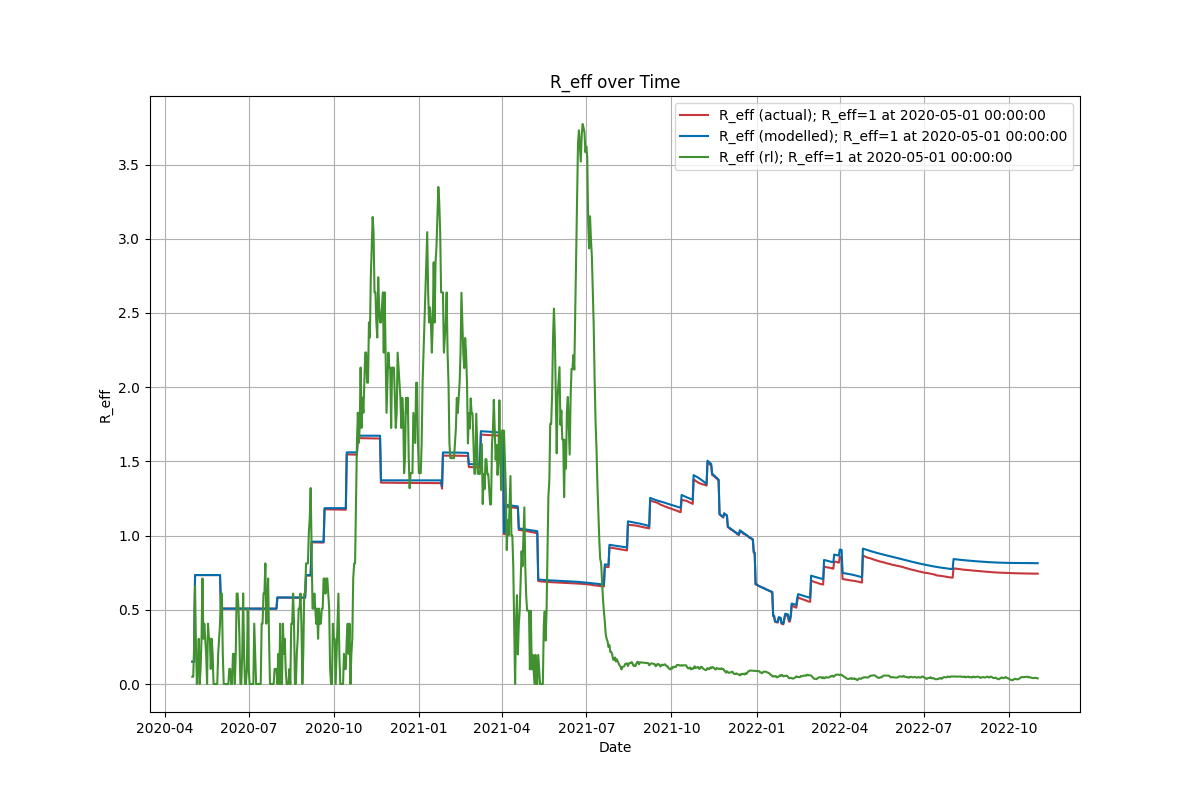 R_eff over Time
R_eff (actual); R_eff=1 at 2020-05-01 00:00:00
R_eff (modelled); R_eff=1 at 2020-05-01 00:00:00
R_eff (rl); R_eff=1 at 2020-05-01 00:00:00
R_eff
3.5
3.0
2.5
2.0
1.5
1.0
0.5
0.0
2020-04 2020-07 2020-10 2021-01 2021-04 2021-07 2021-10 2022-01 2022-04 2022-07 2022-10
Date